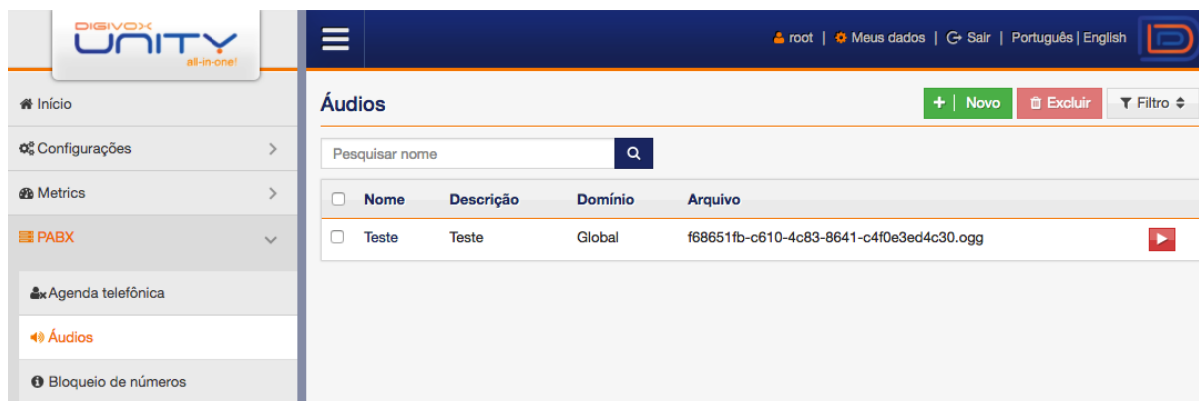 DIGIVOX
UNITY
all-in-one!
root | Meus dados | Sair | Português | English
Início
Configurações
Metrics
PABX
Agenda telefônica
Áudios
Bloqueio de números
Áudios
+ | Novo
Excluir
Filtro
Pesquisar nome
Nome Descrição Domínio Arquivo
Teste Teste Global f68651fb-c610-4c83-8641-c4f0e3ed4c30.ogg